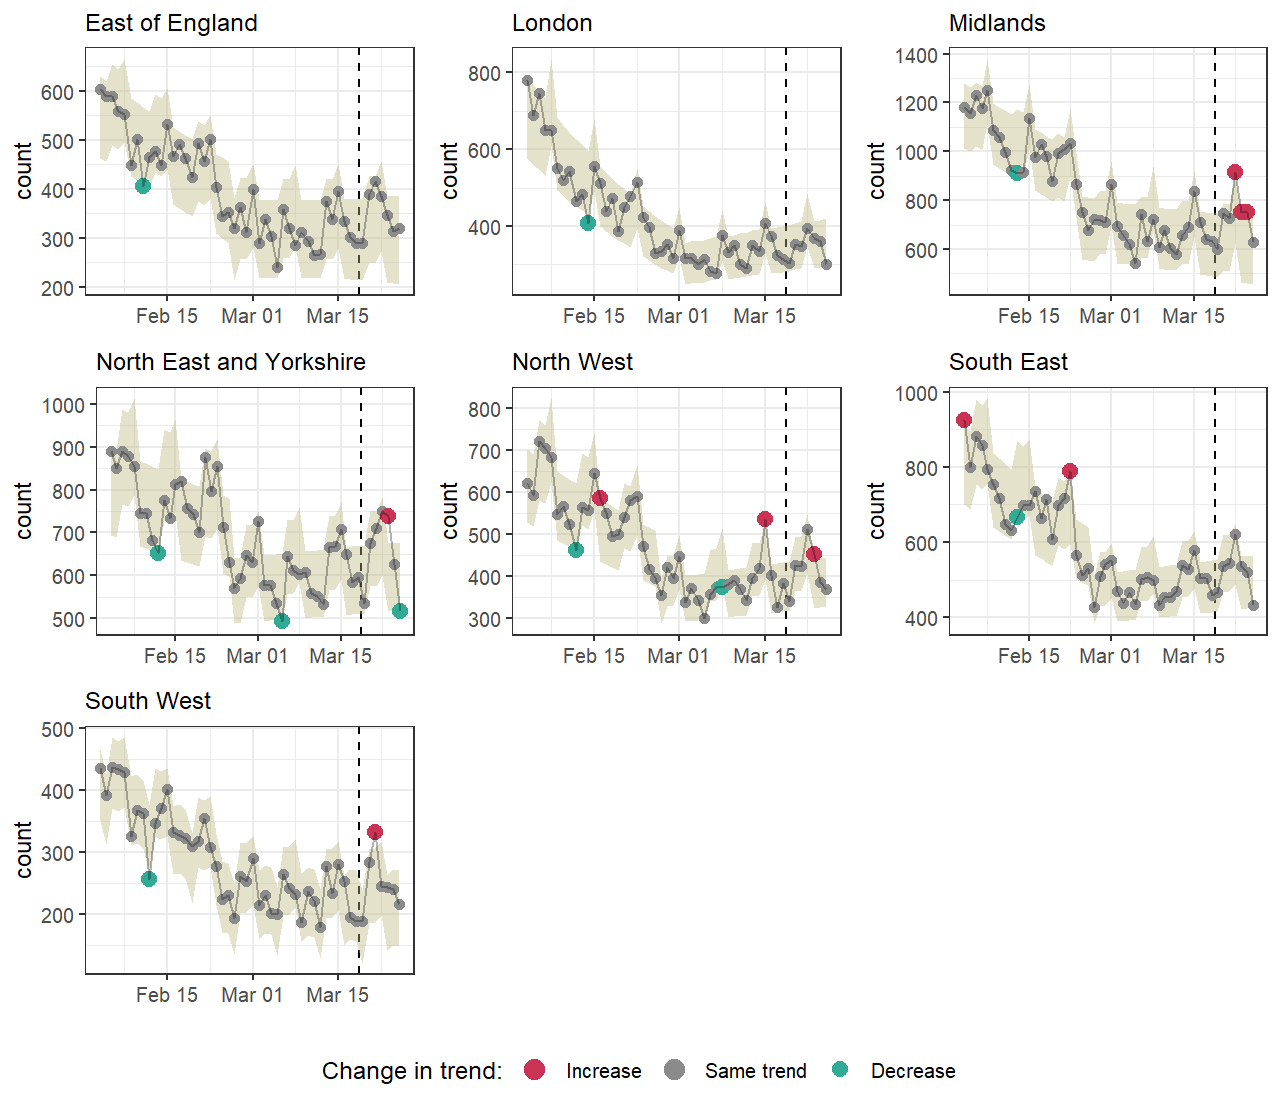 East of England
London
Midlands
count
600
500
400
300
200
Feb 15
Mar 01
Mar 15
count
800
600
400
Feb 15
Mar 01
Mar 15
count
1400
1200
1000
800
600
Feb 15
Mar 01
Mar 15
North East and Yorkshire
North West
South East
count
1000
900
800
700
600
500
Feb 15
Mar 01
Mar 15
count
800
700
600
500
400
300
Feb 15
Mar 01
Mar 15
count
1000
800
600
400
Feb 15
Mar 01
Mar 15
South West
count
500
400
300
200
Feb 15
Mar 01
Mar 15
Change in trend:
Increase
Same trend
Decrease